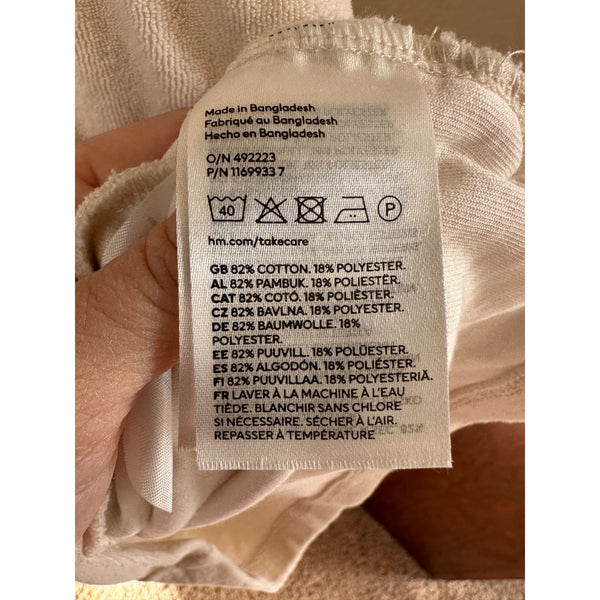 Made in Bangladesh
Fabriqué au Bangladesh
Hecho en Bangladesh
O/N 492223
P/N 1169933 7
40
P
hm.com/takecare
GB 82% COTTON. 18% POLYESTER.
AL 82% PAMBUK. 18% POLIESTËR.
CAT 82% COTÓ. 18% POLIÈSTER.
CZ 82% BAVLNA. 18% POLYESTER.
DE 82% BAUMWOLLE. 18%
POLYESTER.
EE 82% PUUVILL. 18% POLÜESTER.
ES 82% ALGODÓN. 18% POLIÉSTER.
FI 82% PUUVILLAA. 18% POLYESTERIÄ.
FR LAVER À LA MACHINE À L'EAU
TIÈDE. BLANCHIR SANS CHLORE
SI NÉCESSAIRE. SÉCHER À L'AIR.
REPASSER À TEMPÉRATURE